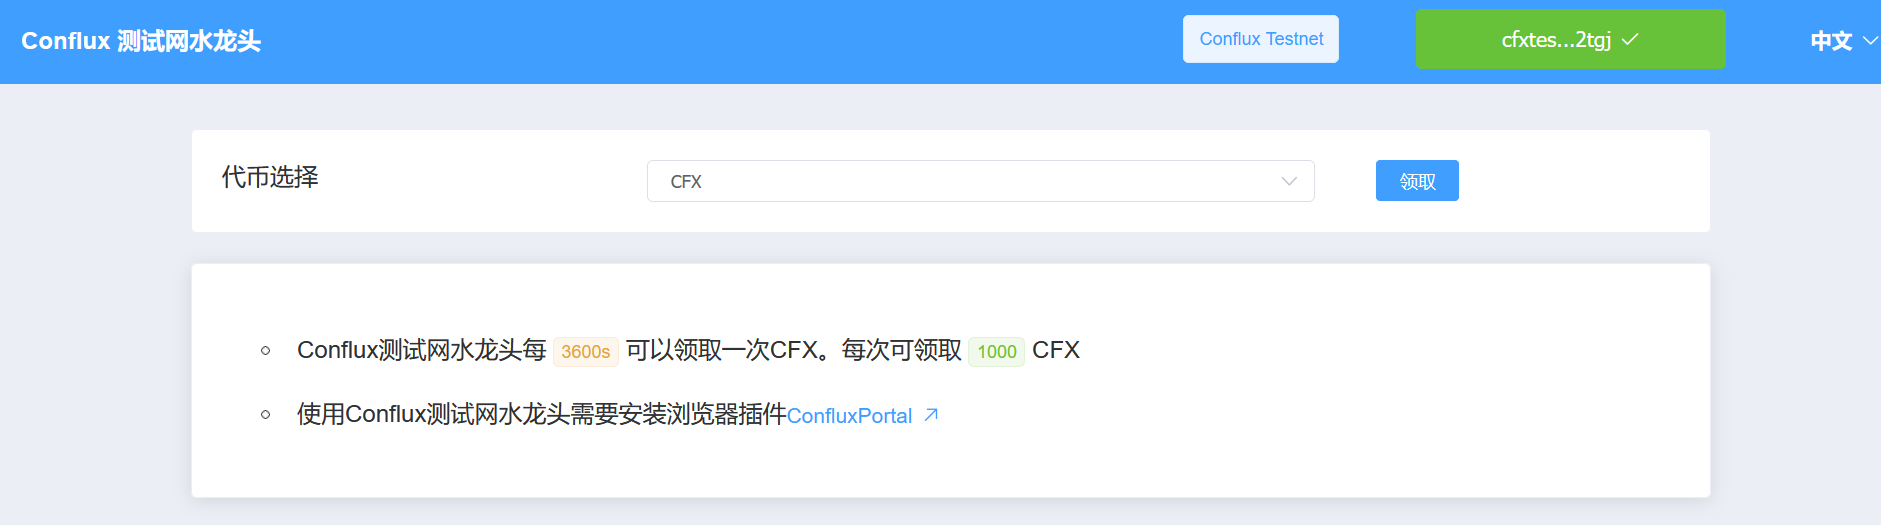 Conflux 测试网水龙头
Conflux Testnet
cfxtes...2tgj
中文
代币选择
CFX
领取
Conflux测试网水龙头每 3600s 可以领取一次CFX。每次可领取 1000 CFX
使用Conflux测试网水龙头需要安装浏览器插件ConfluxPortal